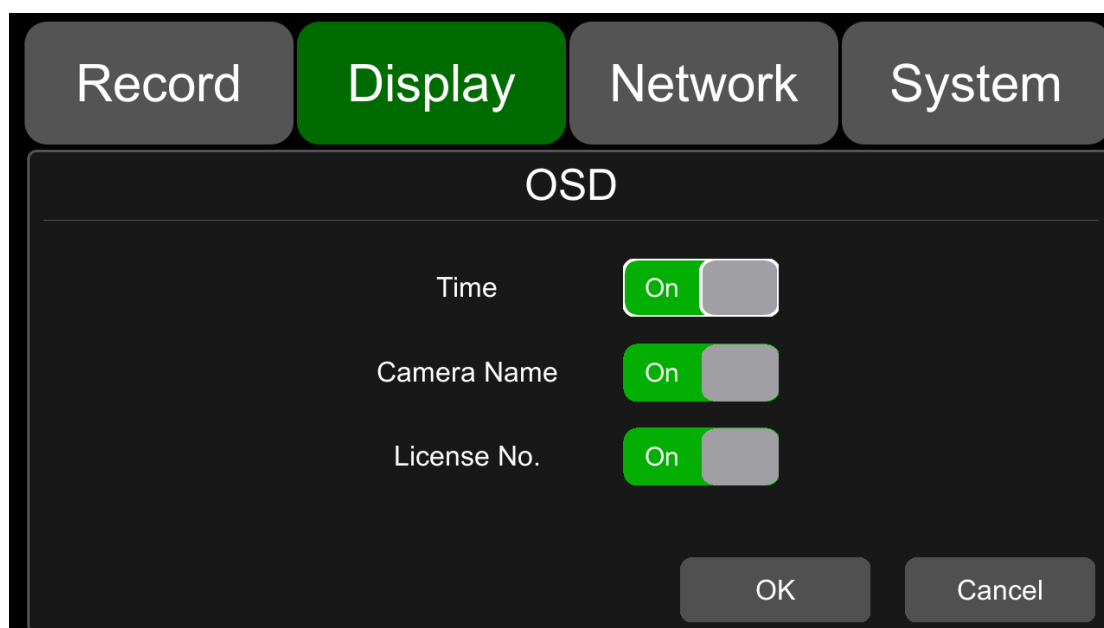 Record Display Network System
OSD
Time On
Camera Name On
License No. On
OK Cancel